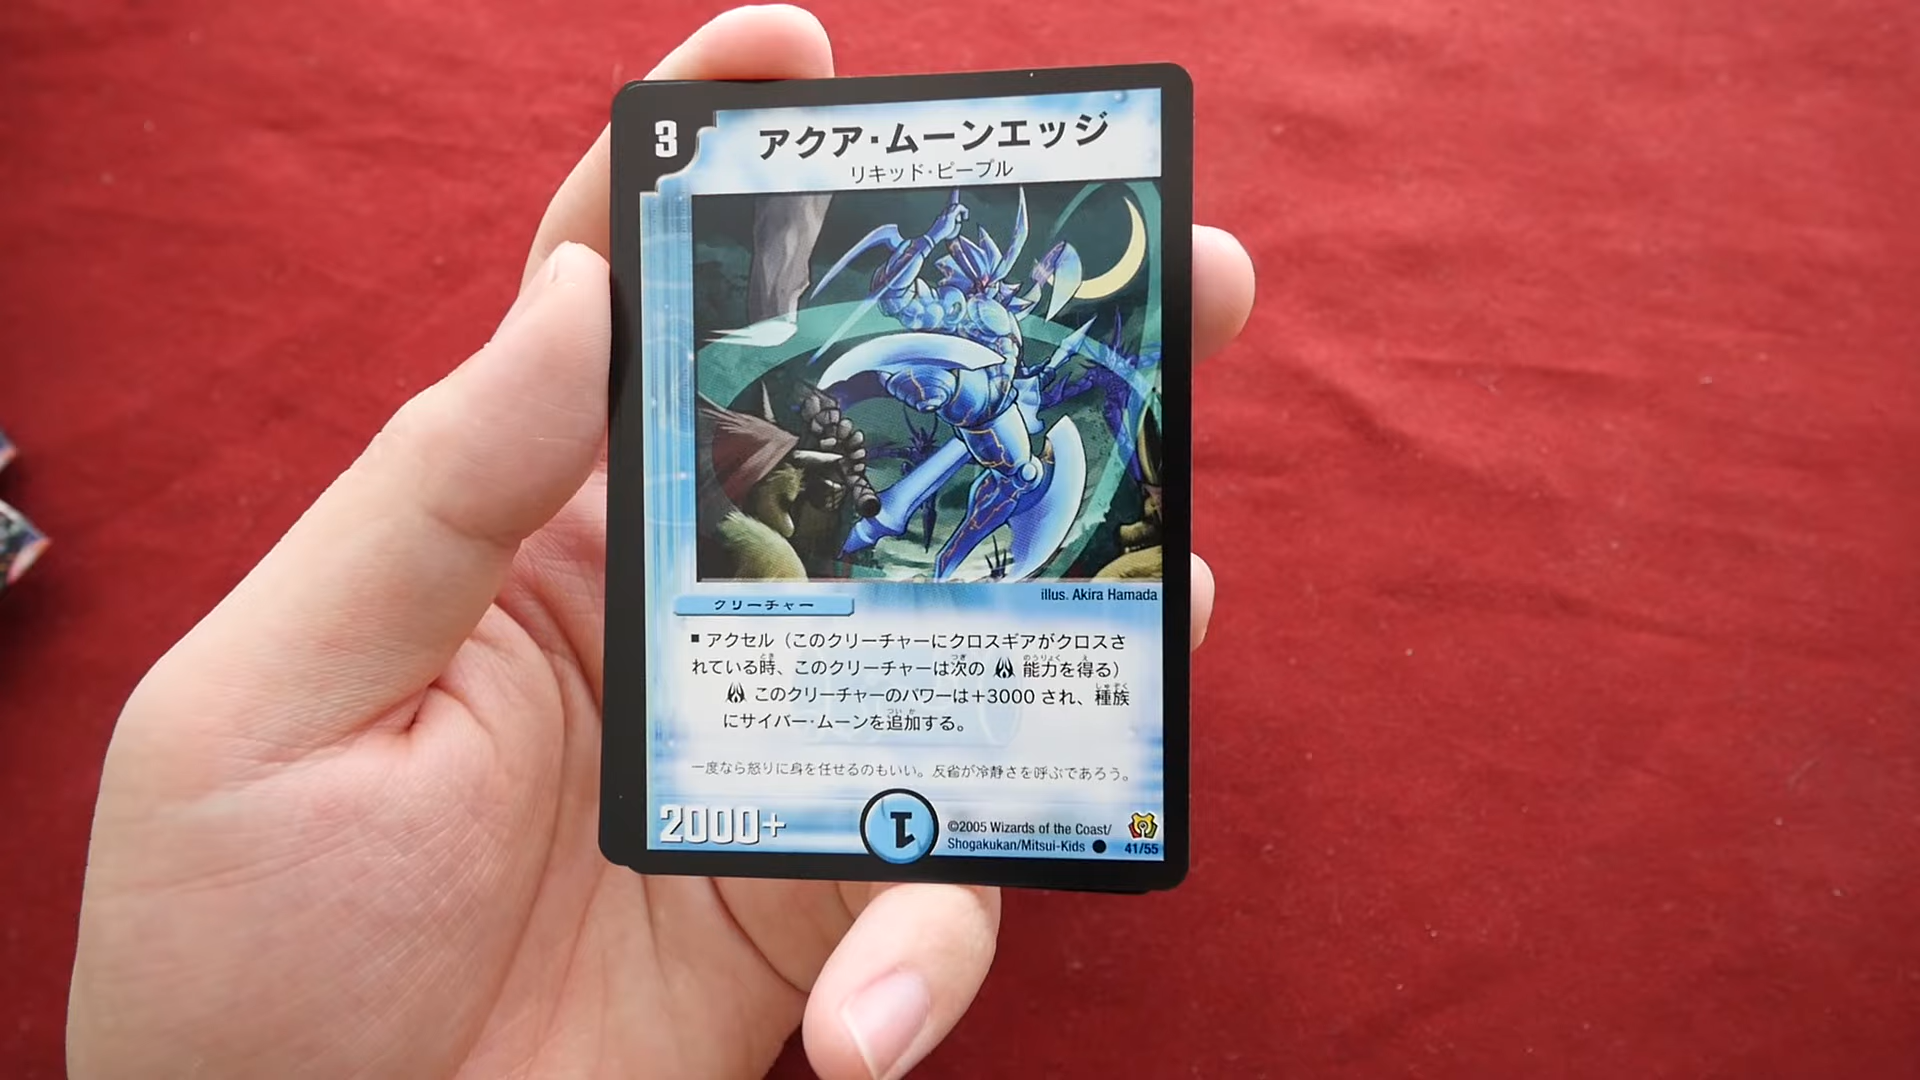 3
アクア・ムーンエッジ
リキッド・ピープル
illus. Akira Hamada
クリーチャー
■ アクセル（このクリーチャーにクロスギアがクロスさ
れている時、このクリーチャーは次の 能力を得る）
このクリーチャーのパワーは＋3000 され、種族
にサイバー・ムーンを追加する。
一度なら怒りに身を任せるのもいい。反省が冷静さを呼ぶであろう。
2000+
1
©2005 Wizards of the Coast/
Shogakukan/Mitsui-Kids ● 41/55